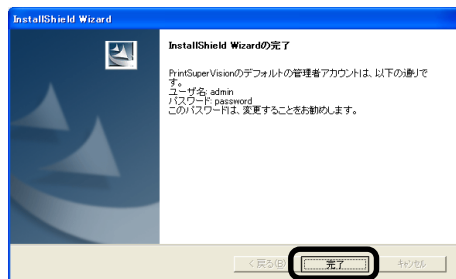 InstallShield Wizard
InstallShield Wizardの完了
PrintSuperVisionのデフォルトの管理者アカウントは、以下の通りで
す。
ユーザ名: admin
パスワード: password
このパスワードは、変更することをお勧めします。
< 戻る(B)
完了
キャンセル